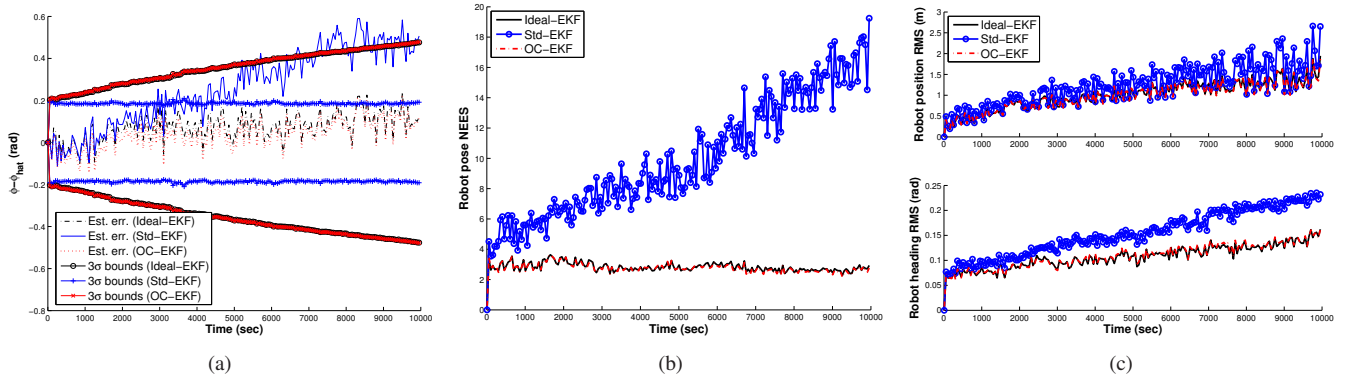 0.6
0.4
0.2
0
−0.2
−0.4
−0.6
−0.8
ϕ−ϕhat (rad)
Est. err. (Ideal−EKF)
Est. err. (Std−EKF)
Est. err. (OC−EKF)
3σ bounds (Ideal−EKF)
3σ bounds (Std−EKF)
3σ bounds (OC−EKF)
0 1000 2000 3000 4000 5000 6000 7000 8000 9000 10000
Time (sec)
(a)
20
18
16
14
12
10
8
6
4
2
0
Robot pose NEES
Ideal−EKF
Std−EKF
OC−EKF
0 1000 2000 3000 4000 5000 6000 7000 8000 9000 10000
Time (sec)
(b)
3
2.5
2
1.5
1
0.5
0
Robot position RMS (m)
Ideal−EKF
Std−EKF
OC−EKF
0 1000 2000 3000 4000 5000 6000 7000 8000 9000 10000
0.25
0.2
0.15
0.1
0.05
0
Robot heading RMS (rad)
0 1000 2000 3000 4000 5000 6000 7000 8000 9000 10000
Time (sec)
(c)